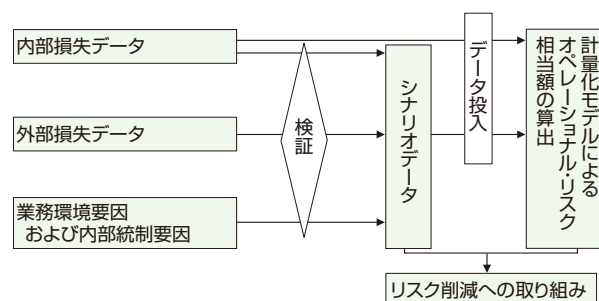 内部損失データ
外部損失データ
業務環境要因
および内部統制要因
検証
シナリオデータ
データ投入
計量化モデルによる
オペレーショナル・リスク
相当額の算出
リスク削減への取り組み